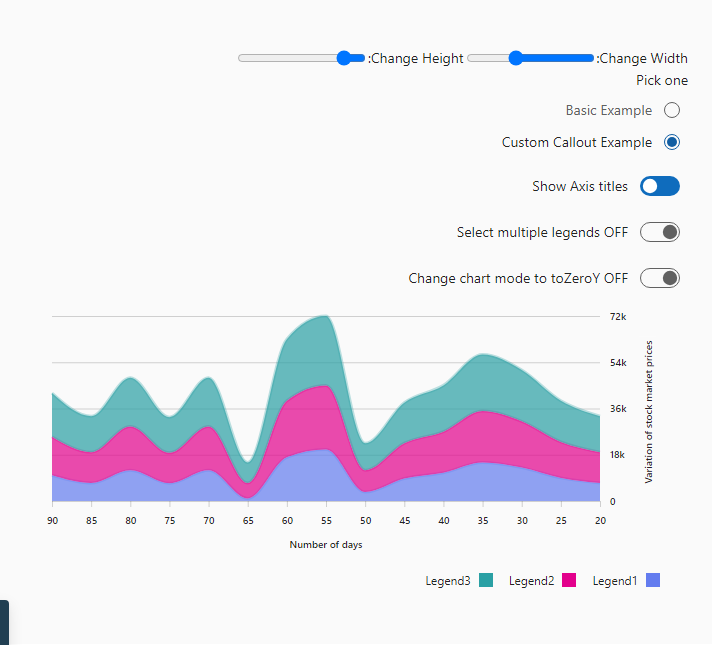 Change Width:
Change Height:
Pick one
Basic Example
Custom Callout Example
Show Axis titles
Select multiple legends OFF
Change chart mode to toZeroY OFF
72k
54k
36k
18k
0
Variation of stock market prices
90 85 80 75 70 65 60 55 50 45 40 35 30 25 20
Number of days
Legend1 Legend2 Legend3